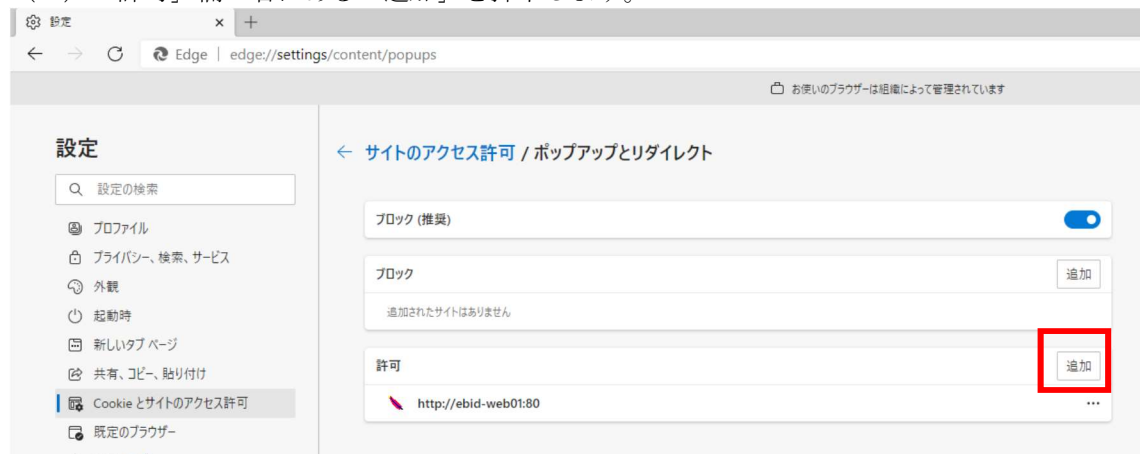 設定
Edge | edge://settings/content/popups
お使いのブラウザーは組織によって管理されています
設定
設定の検索
プロファイル
プライバシー、検索、サービス
外観
起動時
新しいタブ ページ
共有、コピー、貼り付け
Cookie とサイトのアクセス許可
既定のブラウザー
サイトのアクセス許可 / ポップアップとリダイレクト
ブロック (推奨)
ブロック
追加
追加されたサイトはありません
許可
追加
http://ebid-web01:80